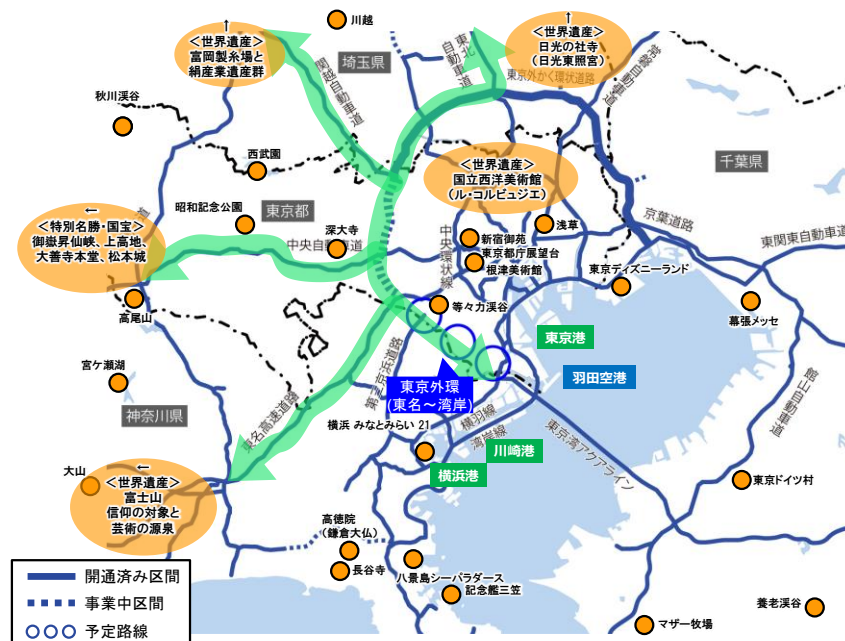 ↑
<世界遺産>
富岡製糸場と
絹産業遺産群
川越
埼玉県
関越自動車道
東北自動車道
↑
<世界遺産>
日光の社寺
(日光東照宮)
東京外かく環状道路
常磐自動車道
秋川渓谷
西武園
<世界遺産>
国立西洋美術館
(ル・コルビュジエ)
千葉県
←
<特別名勝・国宝>
御嶽昇仙峡、上高地、
大善寺本堂、松本城
昭和記念公園
東京都
深大寺
中央自動車道
中央環状線
新宿御苑
東京都庁展望台
根津美術館
浅草
京葉道路
東関東自動車道
東京ディズニーランド
幕張メッセ
高尾山
等々力渓谷
東京港
羽田空港
宮ケ瀬湖
第三京浜道路
東京外環
(東名~湾岸)
神奈川県
東名高速道路
横浜 みなとみらい 21
横羽線
湾岸線
川崎港
横浜港
東京湾アクアライン
館山自動車道
大山
←
<世界遺産>
富士山
信仰の対象と
芸術の源泉
東京ドイツ村
高徳院
(鎌倉大仏)
長谷寺
八景島シーパラダース
記念艦三笠
養老渓谷
マザー牧場
開通済み区間
事業中区間
予定路線